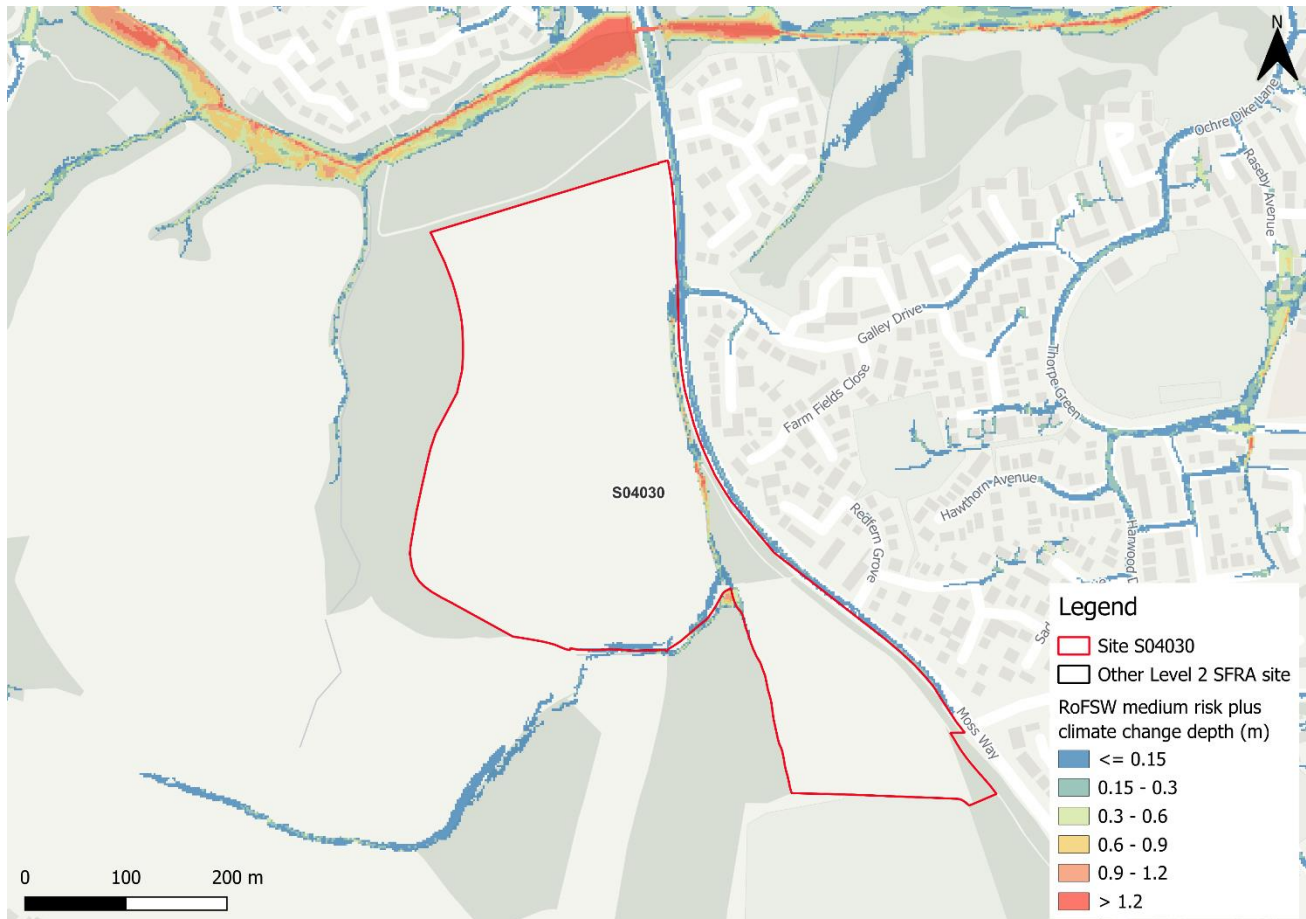 N
Ochre Dike Lane
Raseby Avenue
Galley Drive
Thorpe Green
Farm Fields Close
S04030
Hawthorn Avenue
Redfern Grove
Harwood D
Sad
Moss Way
Legend
Site S04030
Other Level 2 SFRA site
RoFSW medium risk plus
climate change depth (m)
<= 0.15
0.15 - 0.3
0.3 - 0.6
0.6 - 0.9
0.9 - 1.2
> 1.2
0 100 200 m